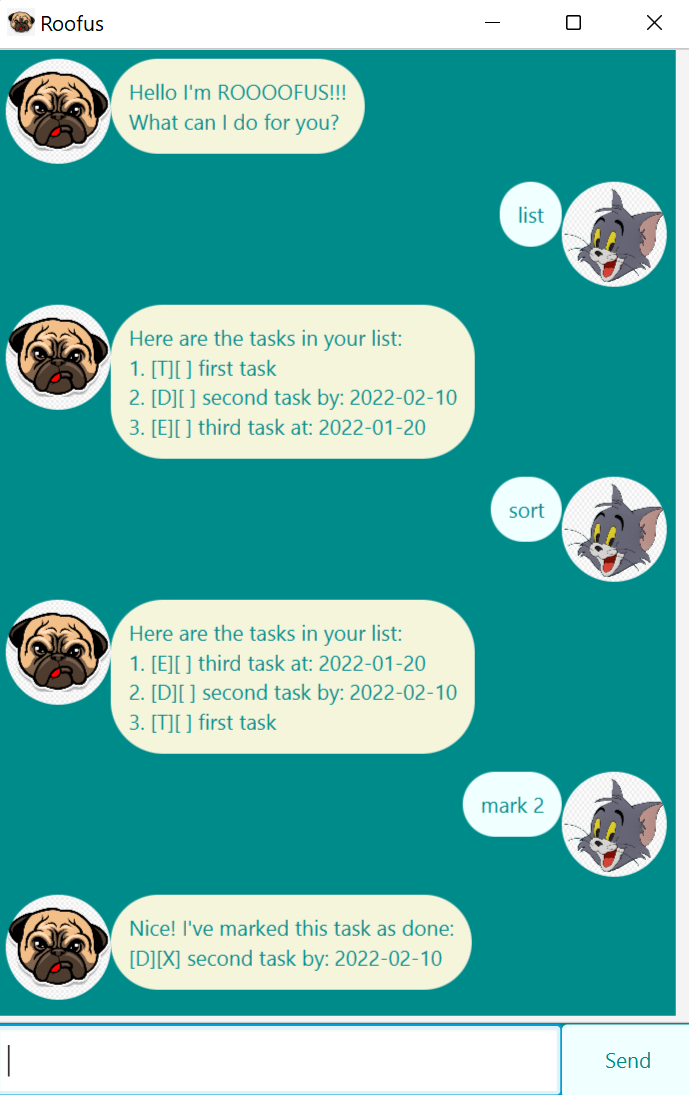 Roofus
Hello I'm ROOOOFUS!!!
What can I do for you?
list
Here are the tasks in your list:
1. [T][ ] first task
2. [D][ ] second task by: 2022-02-10
3. [E][ ] third task at: 2022-01-20
sort
Here are the tasks in your list:
1. [E][ ] third task at: 2022-01-20
2. [D][ ] second task by: 2022-02-10
3. [T][ ] first task
mark 2
Nice! I've marked this task as done:
[D][X] second task by: 2022-02-10
Send